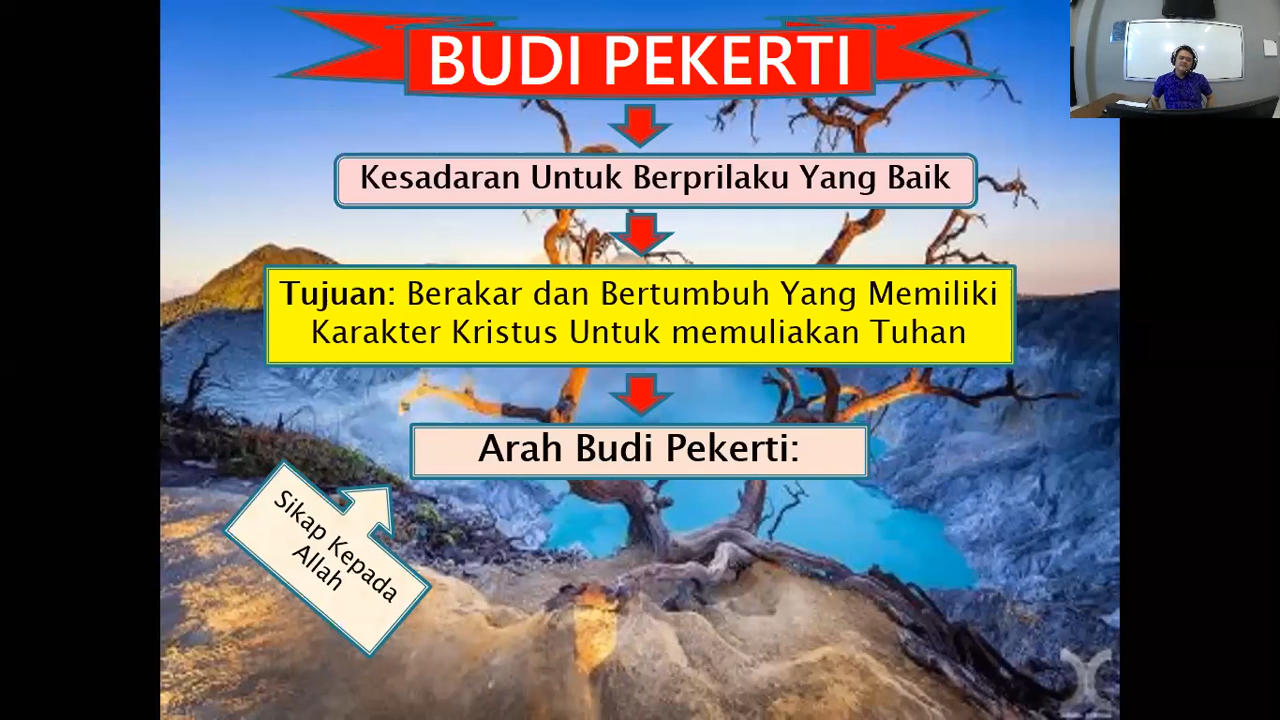 BUDI PEKERTI
Kesadaran Untuk Berprilaku Yang Baik
Tujuan: Berakar dan Bertumbuh Yang Memiliki
Karakter Kristus Untuk memuliakan Tuhan
Arah Budi Pekerti:
Sikap Kepada
Allah